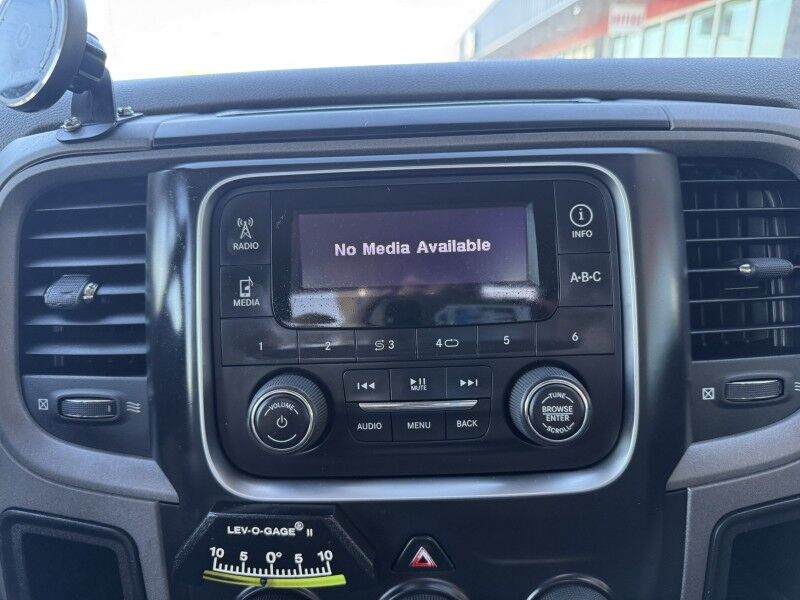 RADIO
No Media Available
INFO
MEDIA
A•B•C
1 2 3 4 5 6
MUTE
VOLUME
TUNE
BROWSE
ENTER
SCROLL
AUDIO MENU BACK
LEV-O-GAGE® II
10 5 0° 5 10